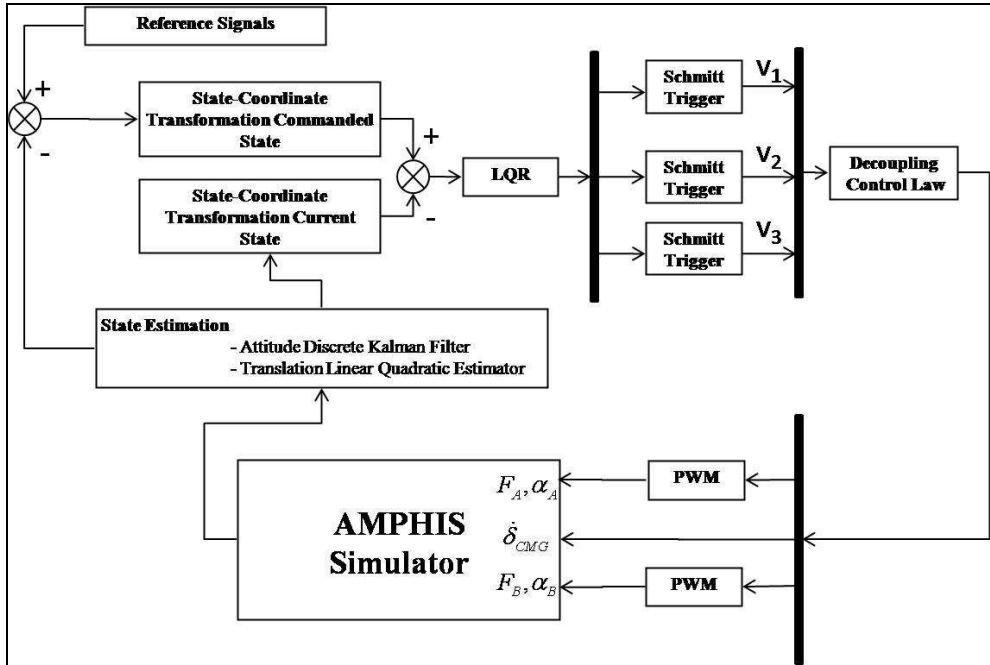 Reference Signals
+
-
State-Coordinate
Transformation Commanded
State
+
-
State-Coordinate
Transformation Current
State
LQR
Schmitt
Trigger
V1
Schmitt
Trigger
V2
Schmitt
Trigger
V3
Decoupling
Control Law
State Estimation
- Attitude Discrete Kalman Filter
- Translation Linear Quadratic Estimator
AMPHIS
Simulator
F_A, α_A
δ̇_CMG
F_B, α_B
PWM
PWM